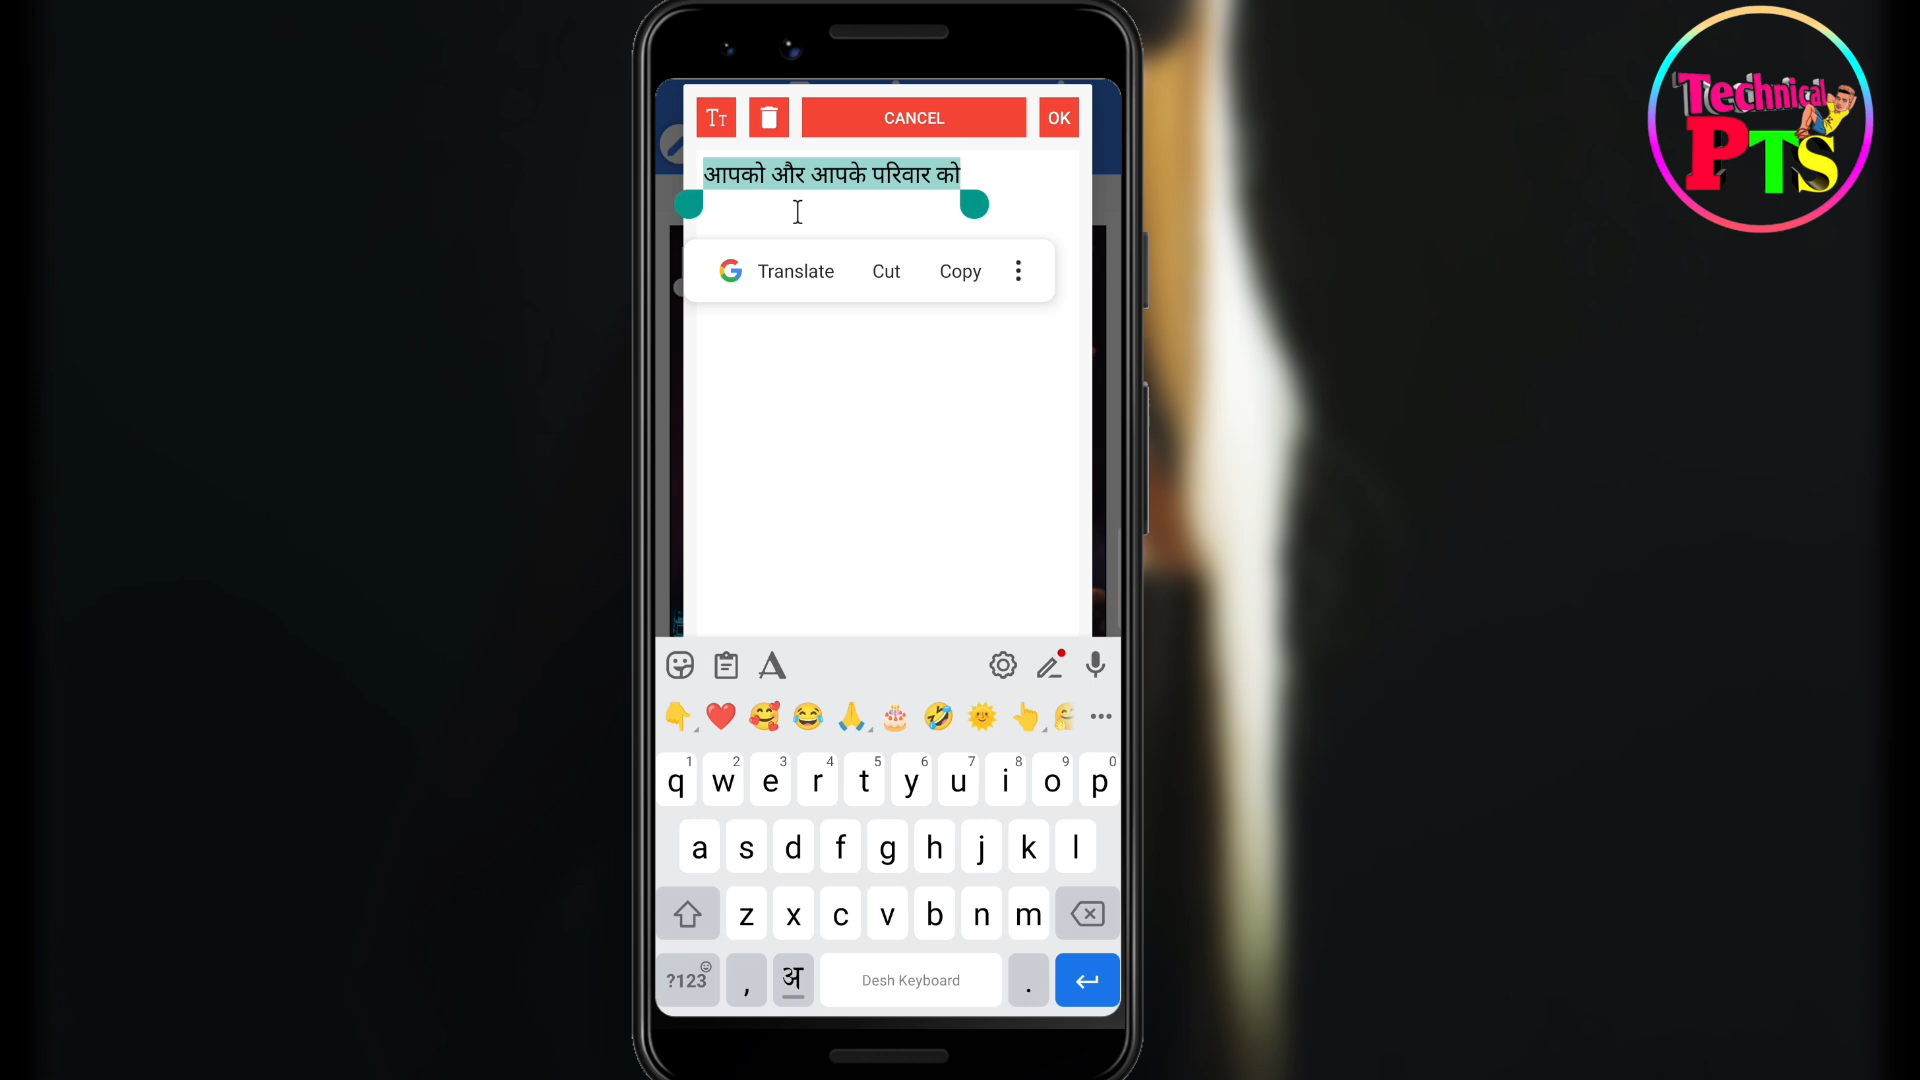 Technical
PTS
TT
CANCEL
OK
आपको और आपके परिवार को
G Translate
Cut
Copy
1 2 3 4 5 6 7 8 9 0
q w e r t y u i o p
a s d f g h j k l
z x c v b n m
?123 , अ Desh Keyboard .